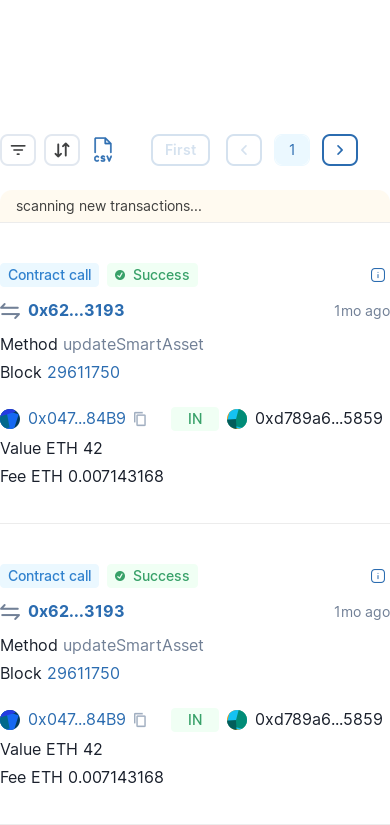 CSV
First
1
scanning new transactions...
Contract call
Success
0x62...3193
1mo ago
Method updateSmartAsset
Block 29611750
0x047...84B9
IN
0xd789a6...5859
Value ETH 42
Fee ETH 0.007143168
Contract call
Success
0x62...3193
1mo ago
Method updateSmartAsset
Block 29611750
0x047...84B9
IN
0xd789a6...5859
Value ETH 42
Fee ETH 0.007143168